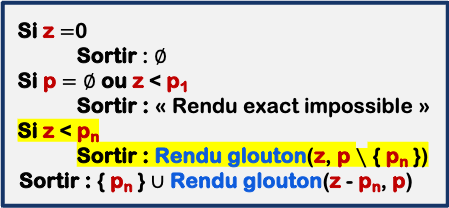 Si z =0
Sortir : ∅
Si p = ∅ ou z < p₁
Sortir : « Rendu exact impossible »
Si z < pₙ
Sortir : Rendu glouton(z, p \ { pₙ })
Sortir : { pₙ } ∪ Rendu glouton(z - pₙ, p)